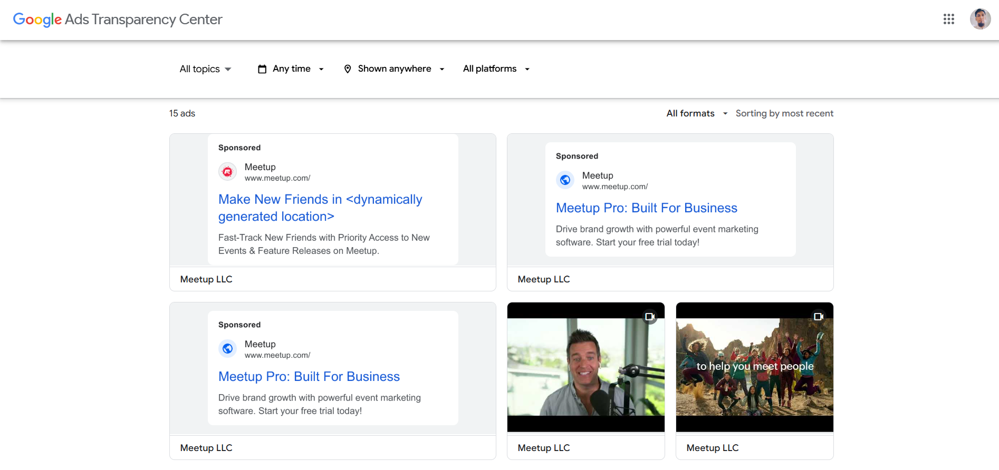 Google Ads Transparency Center
All topics
Any time
Shown anywhere
All platforms
15 ads
All formats
Sorting by most recent
Sponsored
Meetup
www.meetup.com/
Make New Friends in <dynamically
generated location>
Fast-Track New Friends with Priority Access to New
Events & Feature Releases on Meetup.
Meetup LLC
Sponsored
Meetup
www.meetup.com/
Meetup Pro: Built For Business
Drive brand growth with powerful event marketing
software. Start your free trial today!
Meetup LLC
Sponsored
Meetup
www.meetup.com/
Meetup Pro: Built For Business
Drive brand growth with powerful event marketing
software. Start your free trial today!
Meetup LLC
Meetup LLC
to help you meet people
Meetup LLC